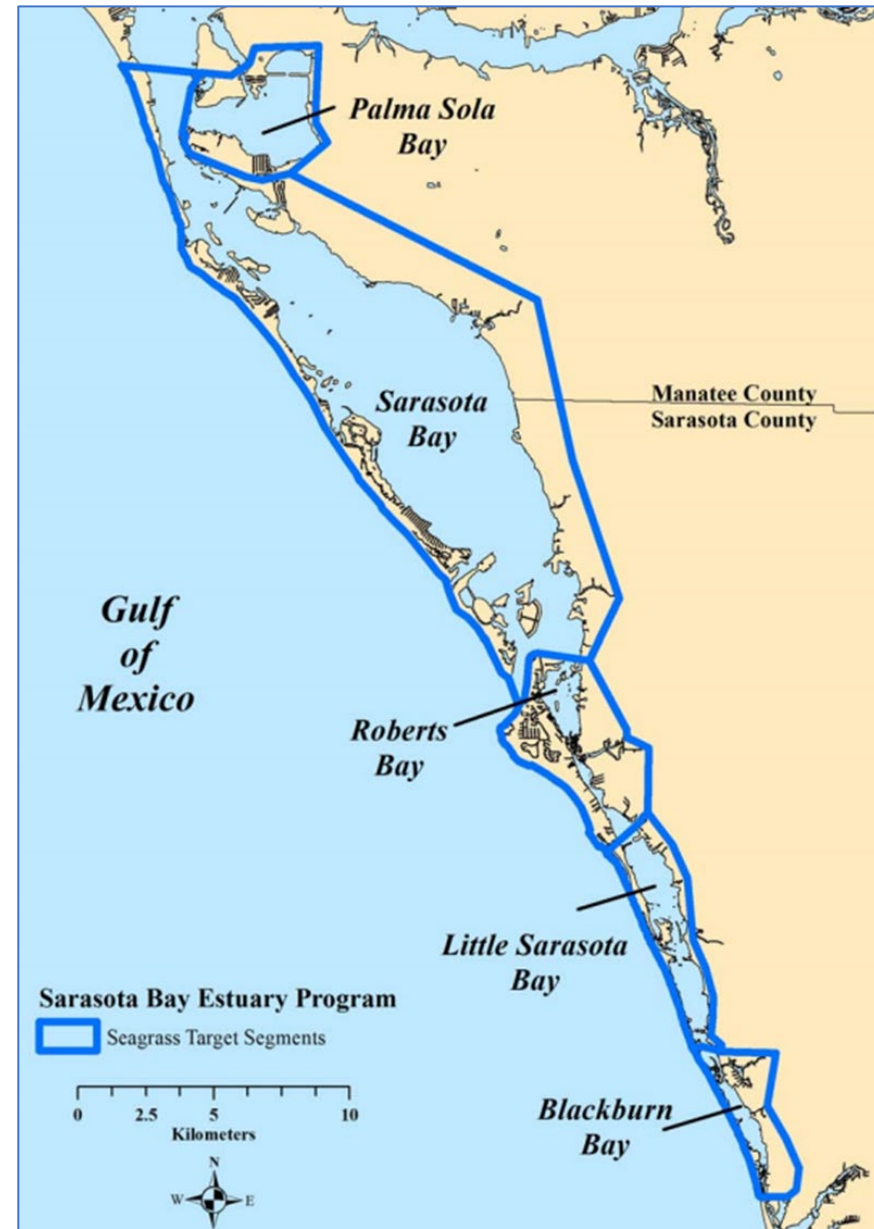 Palma Sola
Bay
Sarasota
Bay
Manatee County
Sarasota County
Gulf
of
Mexico
Roberts
Bay
Little Sarasota
Bay
Sarasota Bay Estuary Program
Seagrass Target Segments
0 2.5 5 10
Kilometers
Blackburn
Bay
N
W E
S